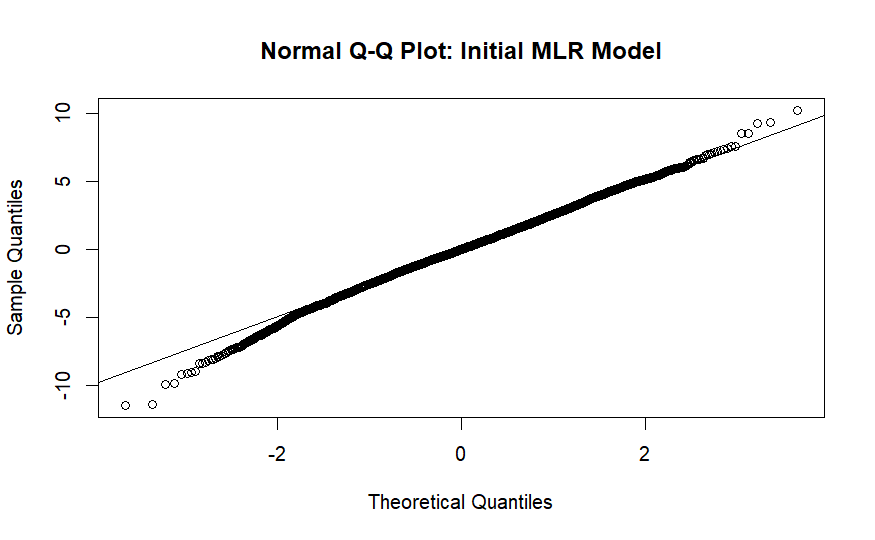 Normal Q-Q Plot: Initial MLR Model
10
5
0
-5
-10
Sample Quantiles
-2 0 2
Theoretical Quantiles